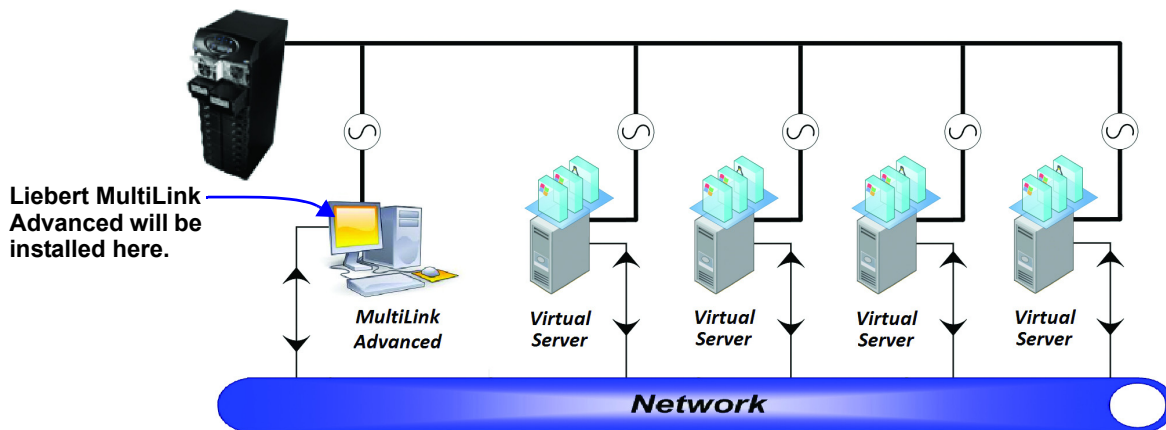 Liebert MultiLink
Advanced will be
installed here.
MultiLink
Advanced
Virtual
Server
Virtual
Server
Virtual
Server
Virtual
Server
Network